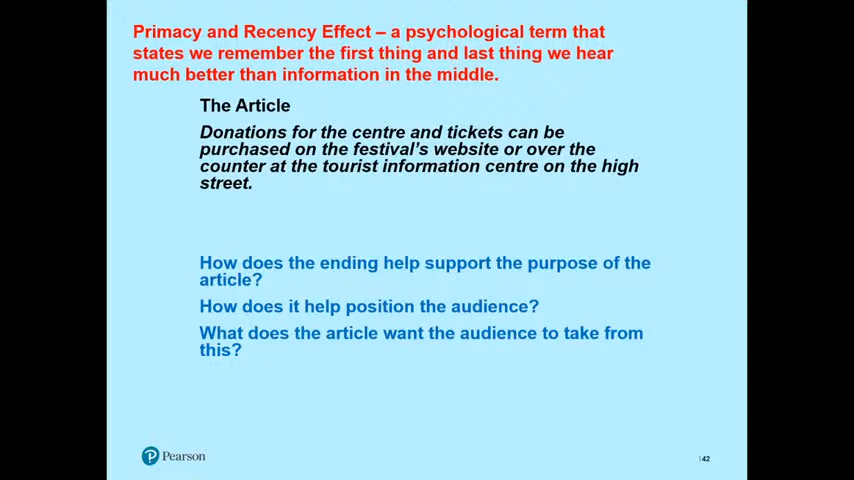 Primacy and Recency Effect – a psychological term that
states we remember the first thing and last thing we hear
much better than information in the middle.
The Article
Donations for the centre and tickets can be
purchased on the festival's website or over the
counter at the tourist information centre on the high
street.
How does the ending help support the purpose of the
article?
How does it help position the audience?
What does the article want the audience to take from
this?
Pearson
42